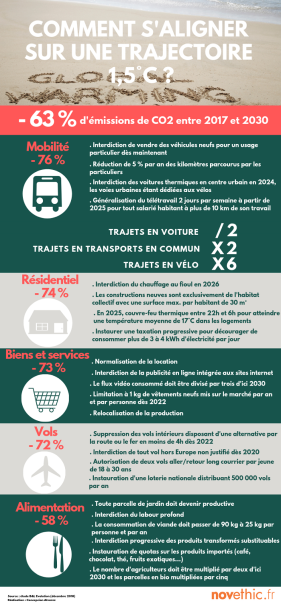 COMMENT S'ALIGNER
SUR UNE TRAJECTOIRE
1,5°C ?
GLOBAL
WARMING
- 63 % d'émissions de CO2 entre 2017 et 2030
Mobilité
- 76 %
. Interdiction de vendre des véhicules neufs pour un usage
particulier dès maintenant
. Réduction de 5 % par an des kilomètres parcourus par les
particuliers
. Interdiction des voitures thermiques en centre urbain en 2024,
les voies urbaines étant dédiées aux vélos
. Généralisation du télétravail 2 jours par semaine à partir de
2025 pour tout salarié habitant à plus de 10 km de son travail
TRAJETS EN VOITURE / 2
TRAJETS EN TRANSPORTS EN COMMUN X 2
TRAJETS EN VÉLO X 6
Résidentiel
- 74 %
. Interdiction du chauffage au fioul en 2026
. Les constructions neuves sont exclusivement de l'habitat
collectif avec une surface max. par habitant de 30 m²
. En 2025, couvre-feu thermique entre 22h et 6h pour atteindre
une température moyenne de 17°C dans les logements
. Instaurer une taxation progressive pour décourager de
consommer plus de 3 à 4 kWh d'électricité par jour
Biens et services
- 73 %
. Normalisation de la location
. Interdiction de la publicité en ligne intégrée aux sites internet
. Le flux vidéo consommé doit être divisé par trois d'ici 2030
. Limitation à 1 kg de vêtements neufs mis sur le marché par an
et par personne dès 2022
. Relocalisation de la production
Vols
- 72 %
. Suppression des vols intérieurs disposant d'une alternative par
la route ou le fer en moins de 4h dès 2022
. Interdiction de tout vol hors Europe non justifié dès 2020
. Autorisation de deux vols aller/retour long courrier par jeune
de 18 à 30 ans
. Instauration d'une loterie nationale distribuant 500 000 vols
par an
Alimentation
- 58 %
. Toute parcelle de jardin doit devenir productive
. Interdiction du labour profond
. La consommation de viande doit passer de 90 kg à 25 kg par
personne et par an
. Interdiction progressive des produits transformés substituables
. Instauration de quotas sur les produits importés (café,
chocolat, thé, fruits exotiques....)
. Le nombre d'agriculteurs doit être multiplié par deux d'ici
2030 et les parcelles en bio multipliées par cinq
novethic.fr